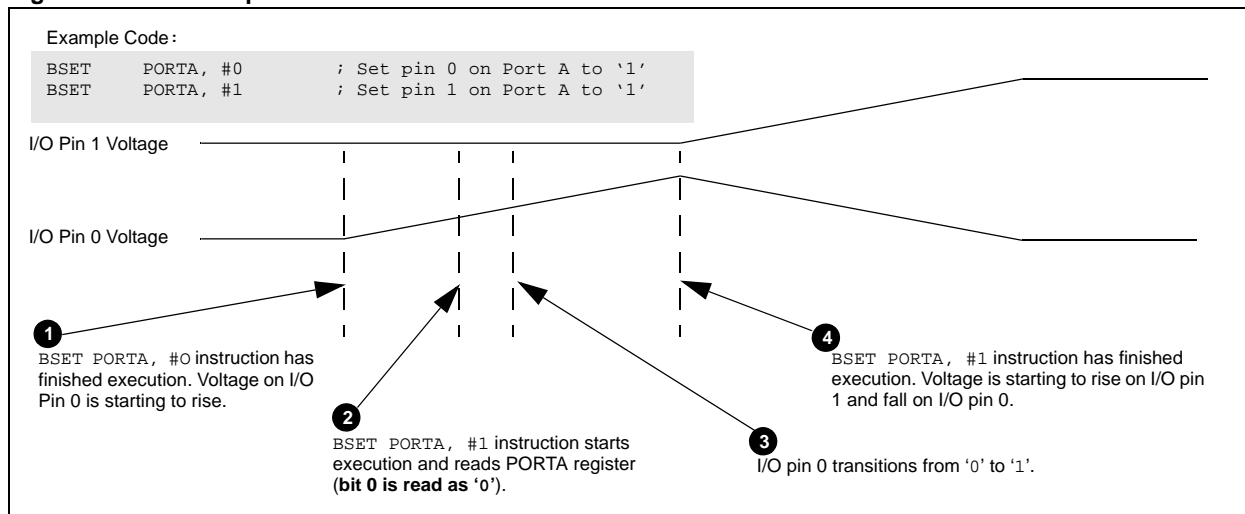 Example Code:
BSET PORTA, #0 ; Set pin 0 on Port A to ‘1’
BSET PORTA, #1 ; Set pin 1 on Port A to ‘1’
I/O Pin 1 Voltage
I/O Pin 0 Voltage
1
BSET PORTA, #O instruction has
finished execution. Voltage on I/O
Pin 0 is starting to rise.
2
BSET PORTA, #1 instruction starts
execution and reads PORTA register
(bit 0 is read as ‘0’).
3
I/O pin 0 transitions from ‘0’ to ‘1’.
4
BSET PORTA, #1 instruction has finished
execution. Voltage is starting to rise on I/O pin
1 and fall on I/O pin 0.